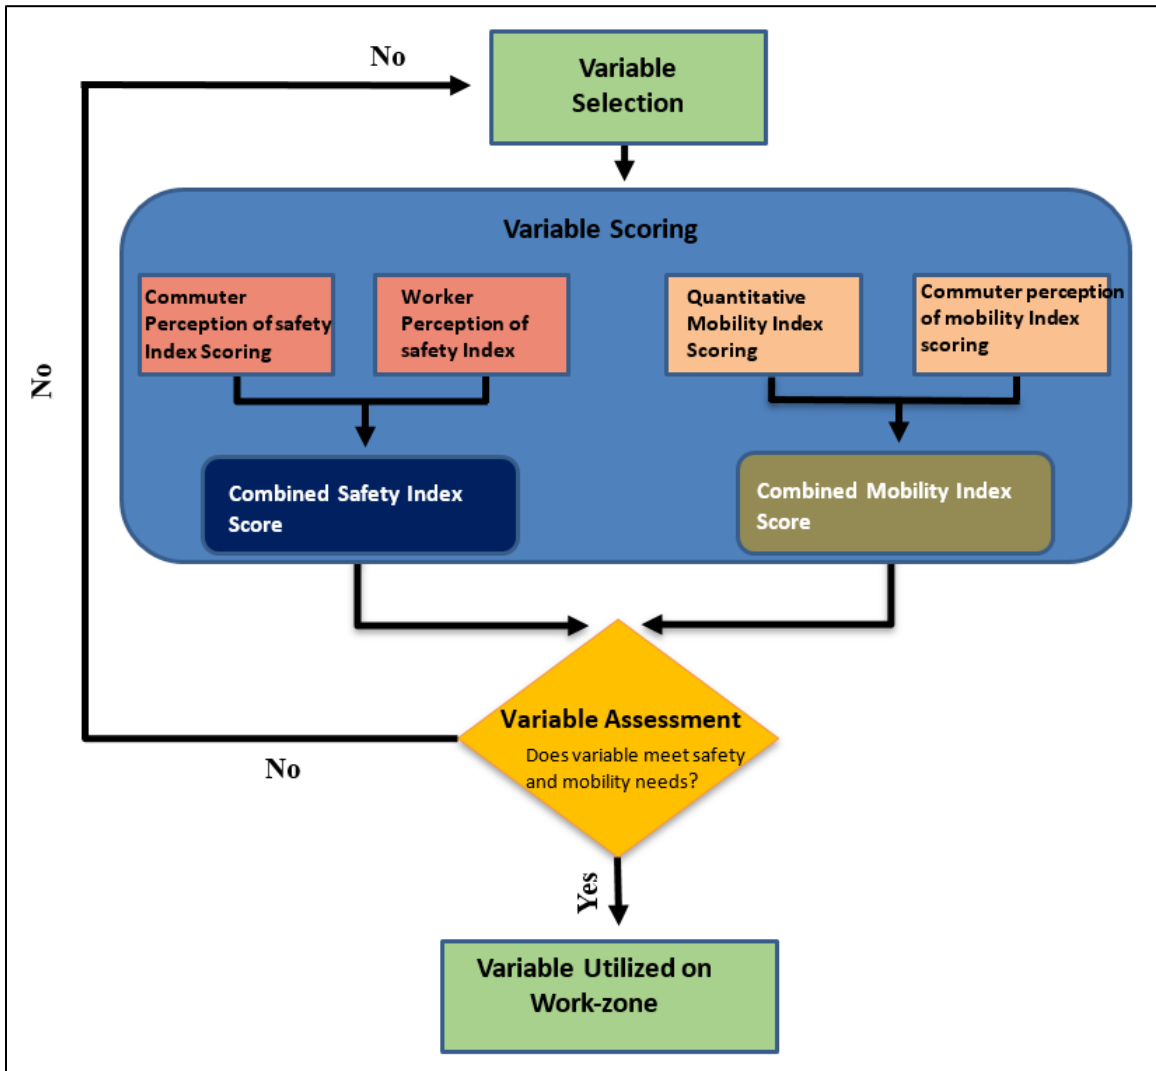 No
Variable
Selection
Variable Scoring
Commuter
Perception of safety
Index Scoring
Worker
Perception of
safety Index
Quantitative
Mobility Index
Scoring
Commuter perception
of mobility Index
scoring
No
Combined Safety Index
Score
Combined Mobility Index
Score
Variable Assessment
Does variable meet safety
and mobility needs?
No
Yes
Variable Utilized on
Work-zone